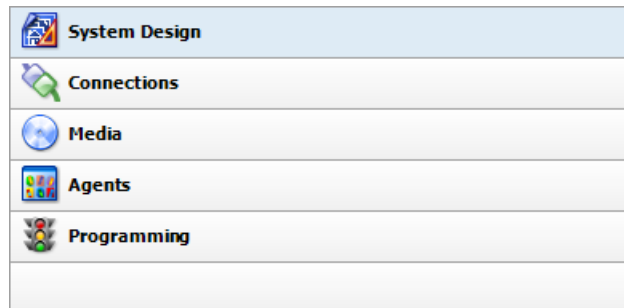 System Design
Connections
Media
Agents
Programming